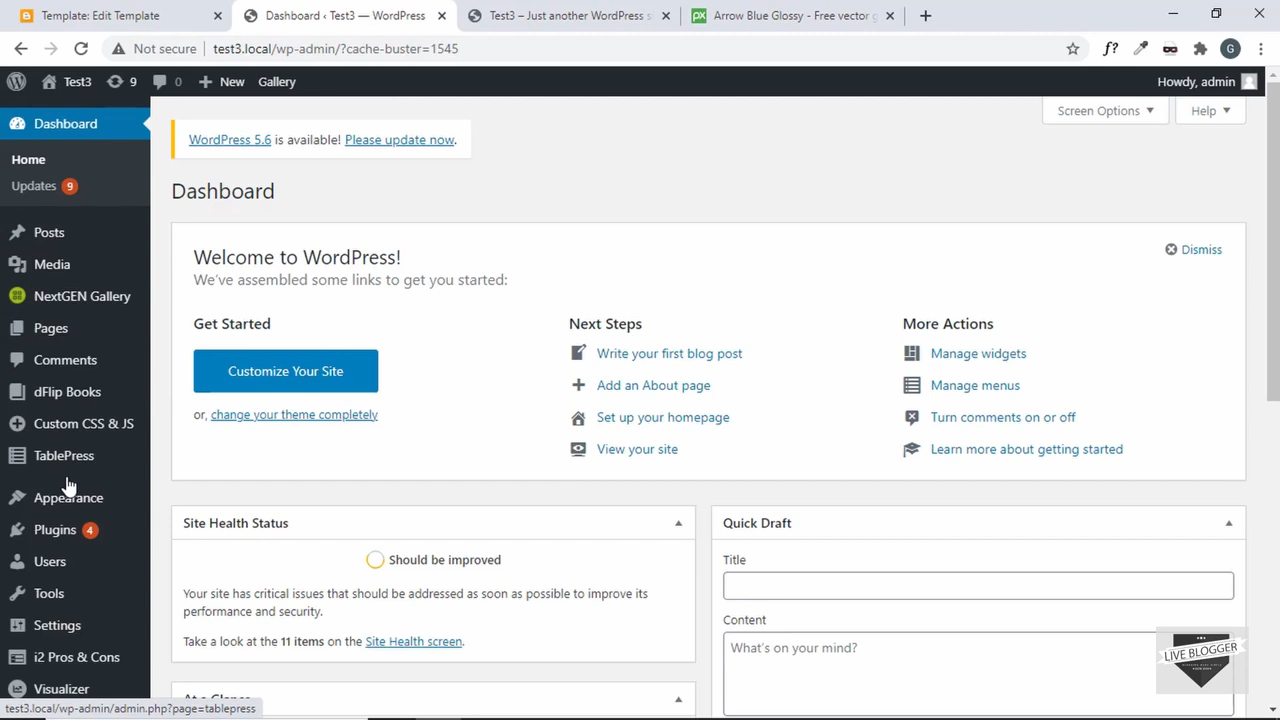 Template: Edit Template
Dashboard ‹ Test3 — WordPress
Test3 – Just another WordPress s
Arrow Blue Glossy - Free vector g
Not secure
test3.local/wp-admin/?cache-buster=1545
f?
G
Test3
9
0
New
Gallery
Howdy, admin
Dashboard
Home
Updates 9
Posts
Media
NextGEN Gallery
Pages
Comments
dFlip Books
Custom CSS & JS
TablePress
Appearance
Plugins 4
Users
Tools
Settings
i2 Pros & Cons
Visualizer
test3.local/wp-admin/admin.php?page=tablepress
Screen Options
Help
WordPress 5.6 is available! Please update now.
Dashboard
Welcome to WordPress!
We've assembled some links to get you started:
Dismiss
Get Started
Customize Your Site
or, change your theme completely
Next Steps
Write your first blog post
Add an About page
Set up your homepage
View your site
More Actions
Manage widgets
Manage menus
Turn comments on or off
Learn more about getting started
Site Health Status
Should be improved
Your site has critical issues that should be addressed as soon as possible to improve its
performance and security.
Take a look at the 11 items on the Site Health screen.
At a Glance
Quick Draft
Title
Content
What's on your mind?
LIVE BLOGGER